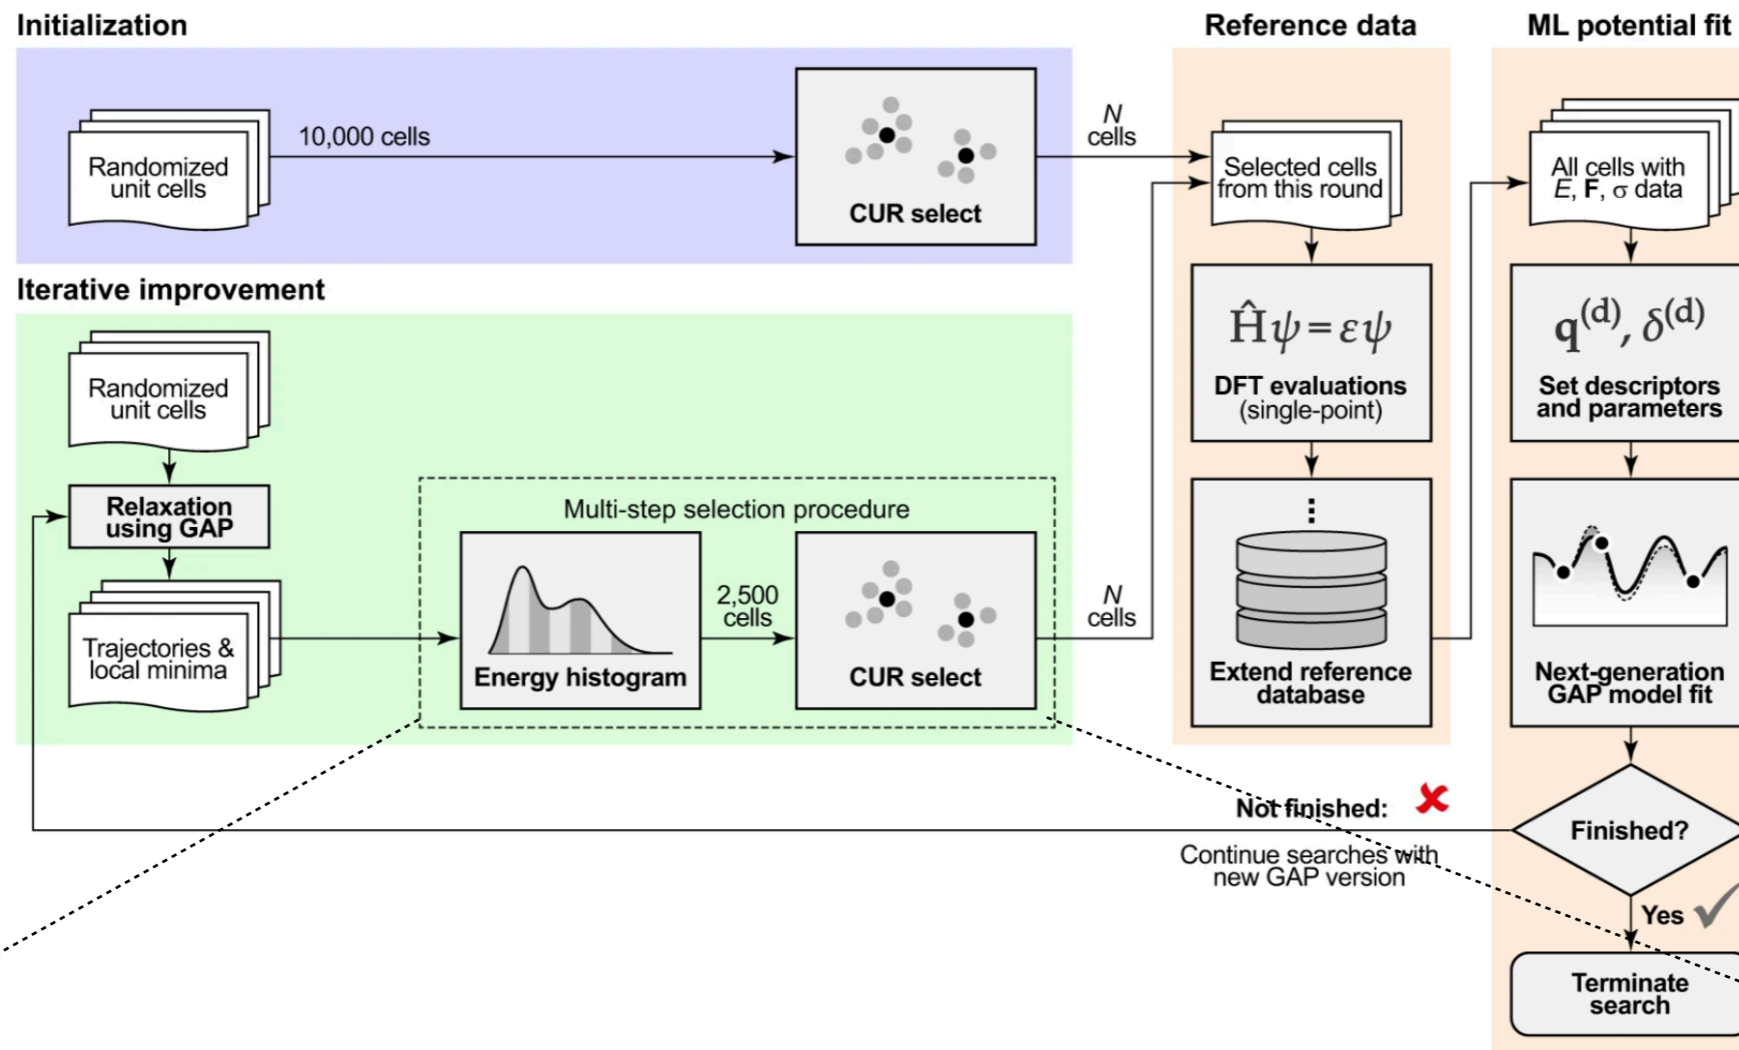 Initialization
Randomized
unit cells
10,000 cells
CUR select
N
cells
Iterative improvement
Randomized
unit cells
Relaxation
using GAP
Trajectories &
local minima
Multi-step selection procedure
Energy histogram
2,500
cells
CUR select
N
cells
Reference data
Selected cells
from this round
Ĥψ = εψ
DFT evaluations
(single-point)
⋮
Extend reference
database
ML potential fit
All cells with
E, F, σ data
q(d), δ(d)
Set descriptors
and parameters
Next-generation
GAP model fit
Finished?
Not finished:
Continue searches with
new GAP version
Yes
Terminate
search